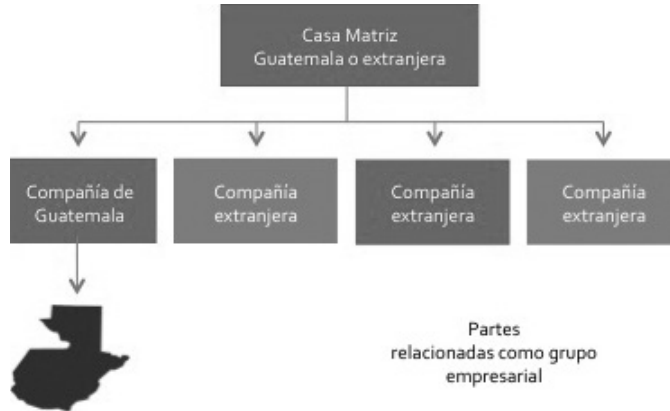 Casa Matriz
Guatemala o extranjera
Compañía de
Guatemala
Compañía
extranjera
Compañía
extranjera
Compañía
extranjera
Partes
relacionadas como grupo
empresarial